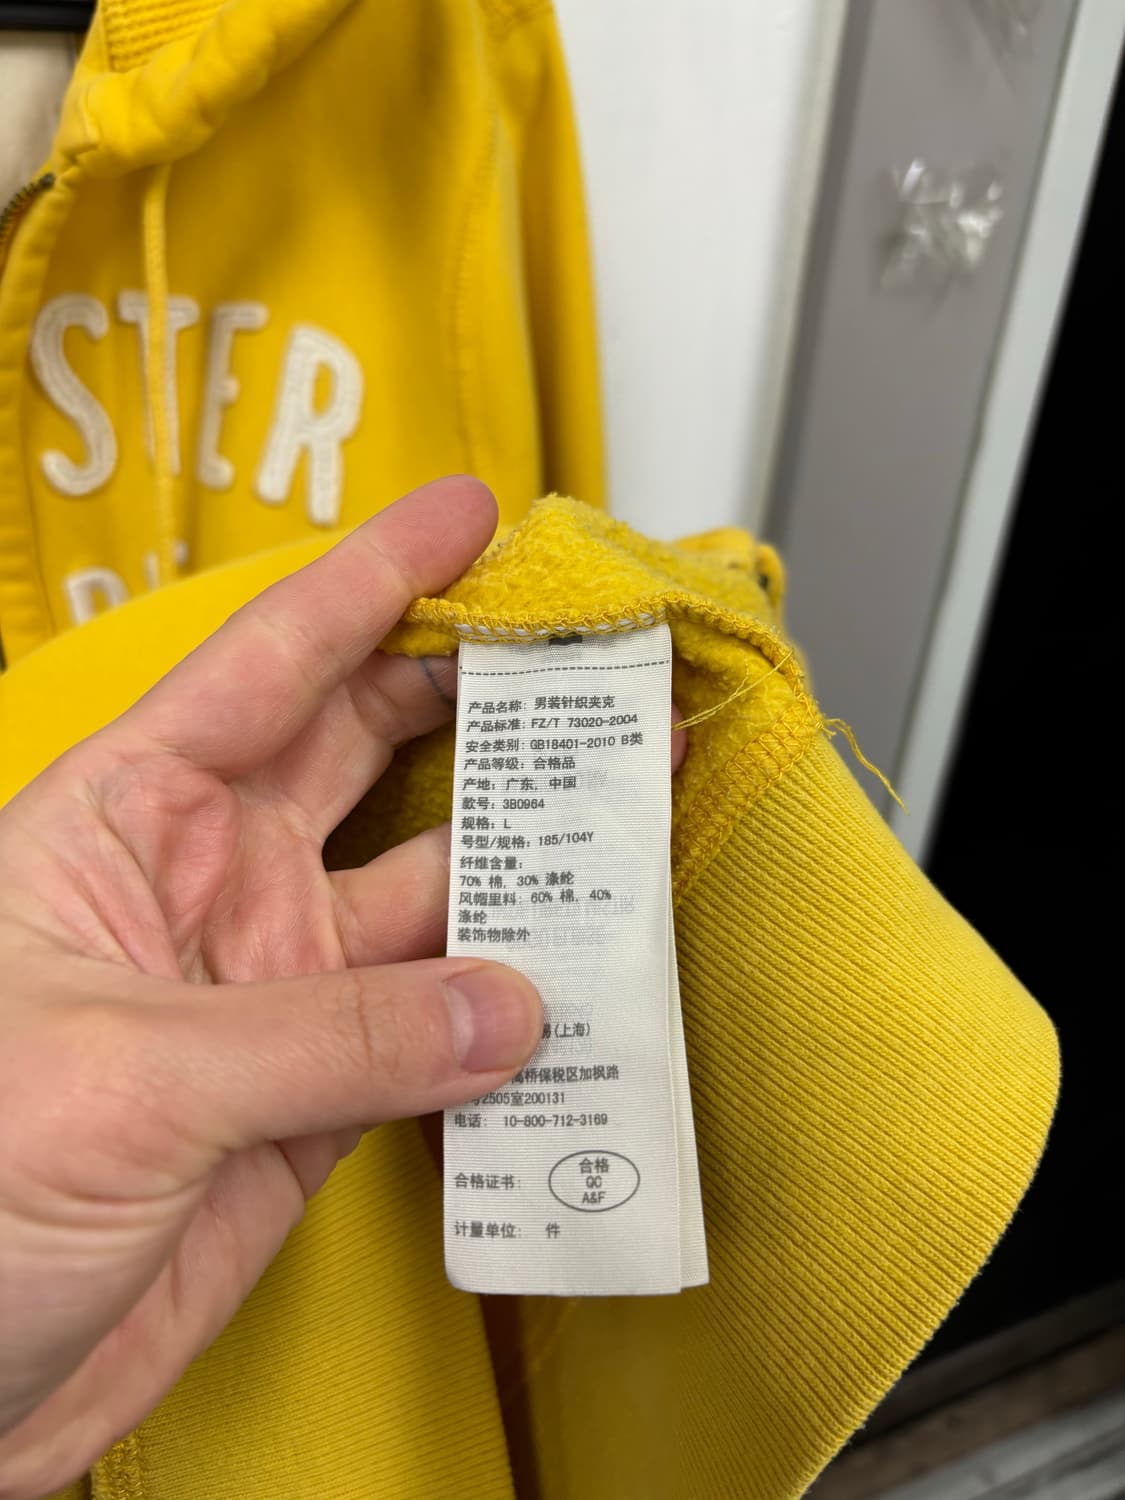 STER
产品名称: 男装针织夹克
产品标准: FZ/T 73020-2004
安全类别: GB18401-2010 B类
产品等级: 合格品
产地: 广东, 中国
款号: 3B0964
规格: L
号型/规格: 185/104Y
纤维含量:
70% 棉, 30% 涤纶
风帽里料: 60% 棉, 40%
涤纶
装饰物除外
(上海)
高桥保税区加枫路
2505室200131
电话: 10-800-712-3169
合格证书:
合格
QC
A&F
计量单位: 件